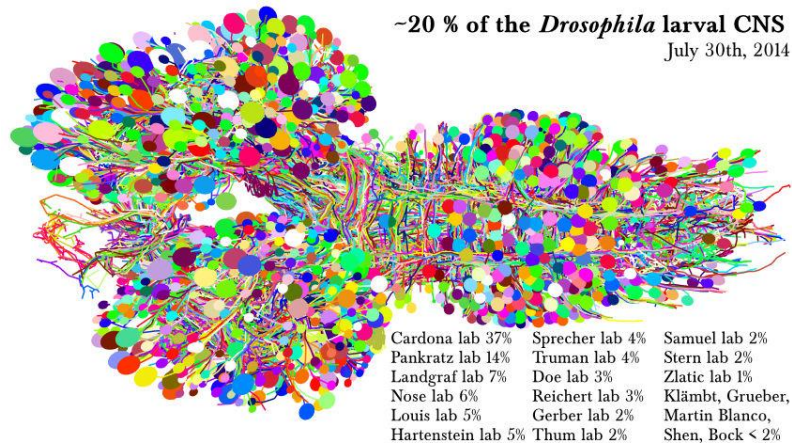 ~20 % of the Drosophila larval CNS
July 30th, 2014
Cardona lab 37%
Pankratz lab 14%
Landgraf lab 7%
Nose lab 6%
Louis lab 5%
Hartenstein lab 5%
Sprecher lab 4%
Truman lab 4%
Doe lab 3%
Reichert lab 3%
Gerber lab 2%
Thum lab 2%
Samuel lab 2%
Stern lab 2%
Zlatic lab 1%
Klämbt, Grueber,
Martin Blanco,
Shen, Bock < 2%